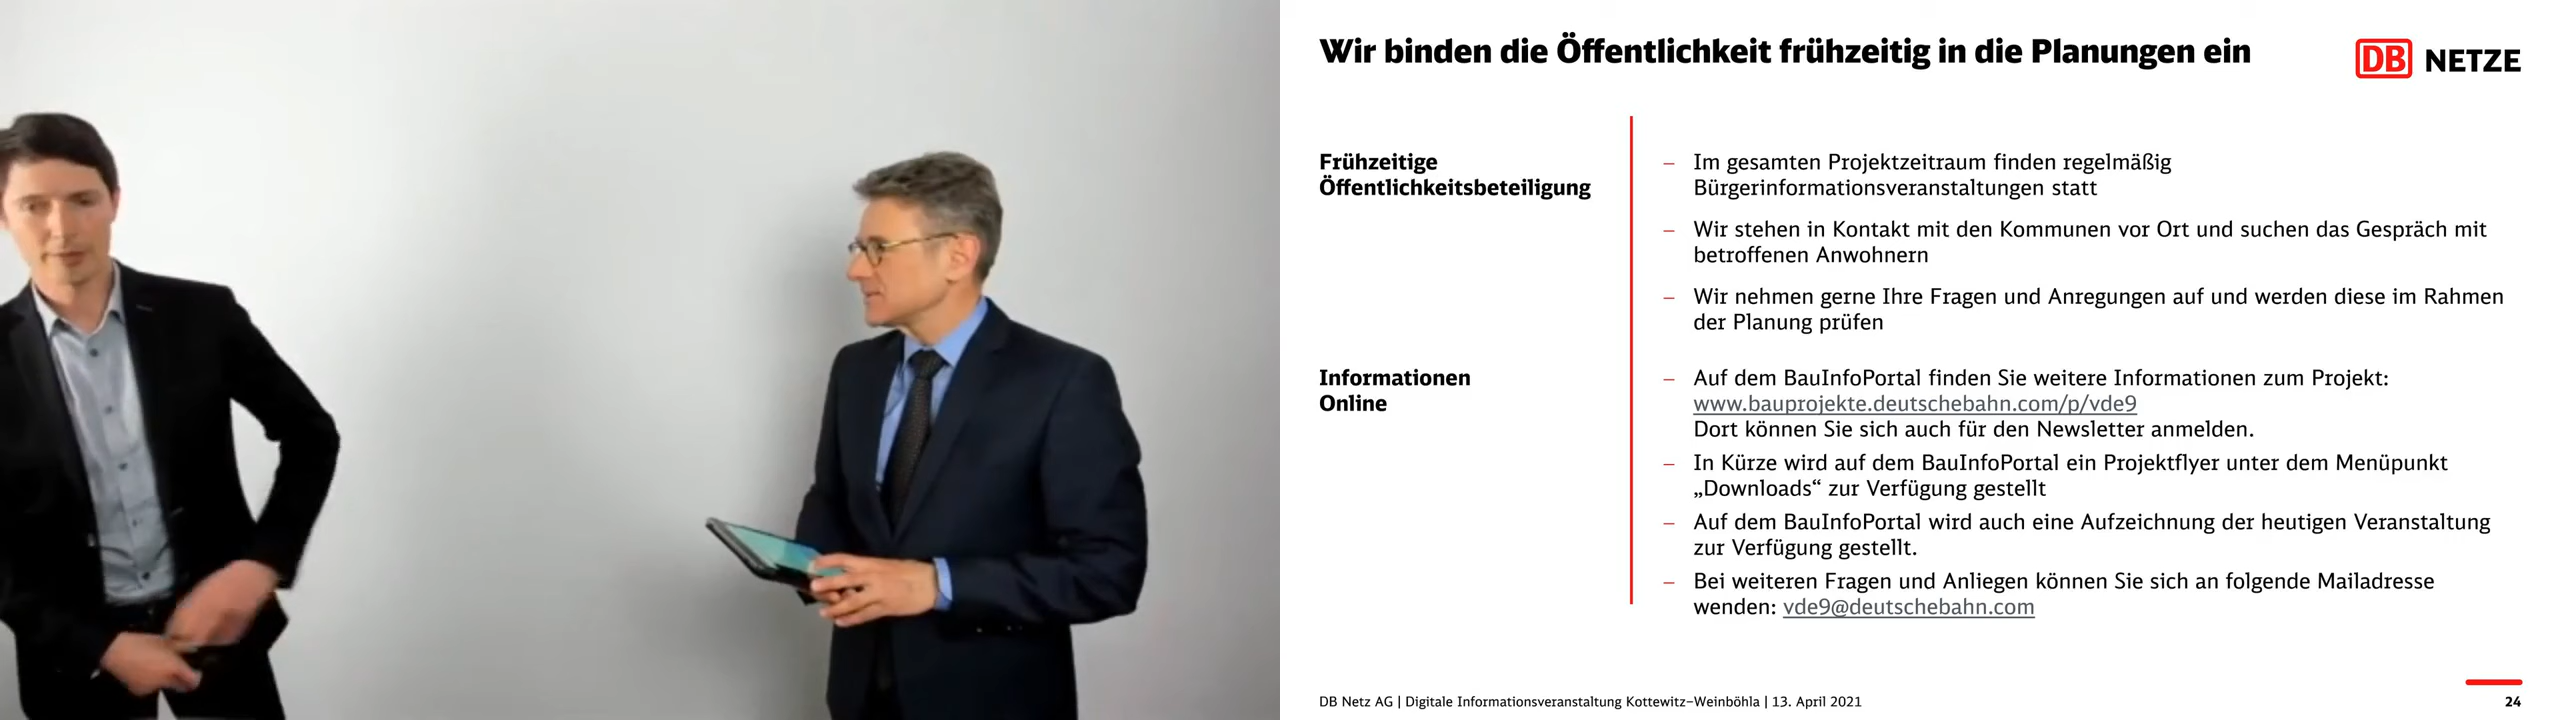 Wir binden die Öffentlichkeit frühzeitig in die Planungen ein
DB NETZE
Frühzeitige
Öffentlichkeitsbeteiligung
– Im gesamten Projektzeitraum finden regelmäßig
Bürgerinformationsveranstaltungen statt
– Wir stehen in Kontakt mit den Kommunen vor Ort und suchen das Gespräch mit
betroffenen Anwohnern
– Wir nehmen gerne Ihre Fragen und Anregungen auf und werden diese im Rahmen
der Planung prüfen
Informationen
Online
– Auf dem BauInfoPortal finden Sie weitere Informationen zum Projekt:
www.bauprojekte.deutschebahn.com/p/vde9
Dort können Sie sich auch für den Newsletter anmelden.
– In Kürze wird auf dem BauInfoPortal ein Projektflyer unter dem Menüpunkt
„Downloads“ zur Verfügung gestellt
– Auf dem BauInfoPortal wird auch eine Aufzeichnung der heutigen Veranstaltung
zur Verfügung gestellt.
– Bei weiteren Fragen und Anliegen können Sie sich an folgende Mailadresse
wenden: vde9@deutschebahn.com
DB Netz AG | Digitale Informationsveranstaltung Kottewitz–Weinböhla | 13. April 2021
24